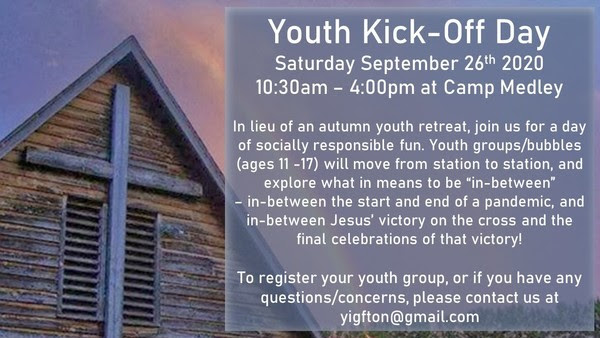 Youth Kick-Off Day
Saturday September 26th 2020
10:30am – 4:00pm at Camp Medley
In lieu of an autumn youth retreat, join us for a day
of socially responsible fun. Youth groups/bubbles
(ages 11 -17) will move from station to station, and
explore what in means to be “in-between”
– in-between the start and end of a pandemic, and
in-between Jesus’ victory on the cross and the
final celebrations of that victory!
To register your youth group, or if you have any
questions/concerns, please contact us at
yigfton@gmail.com